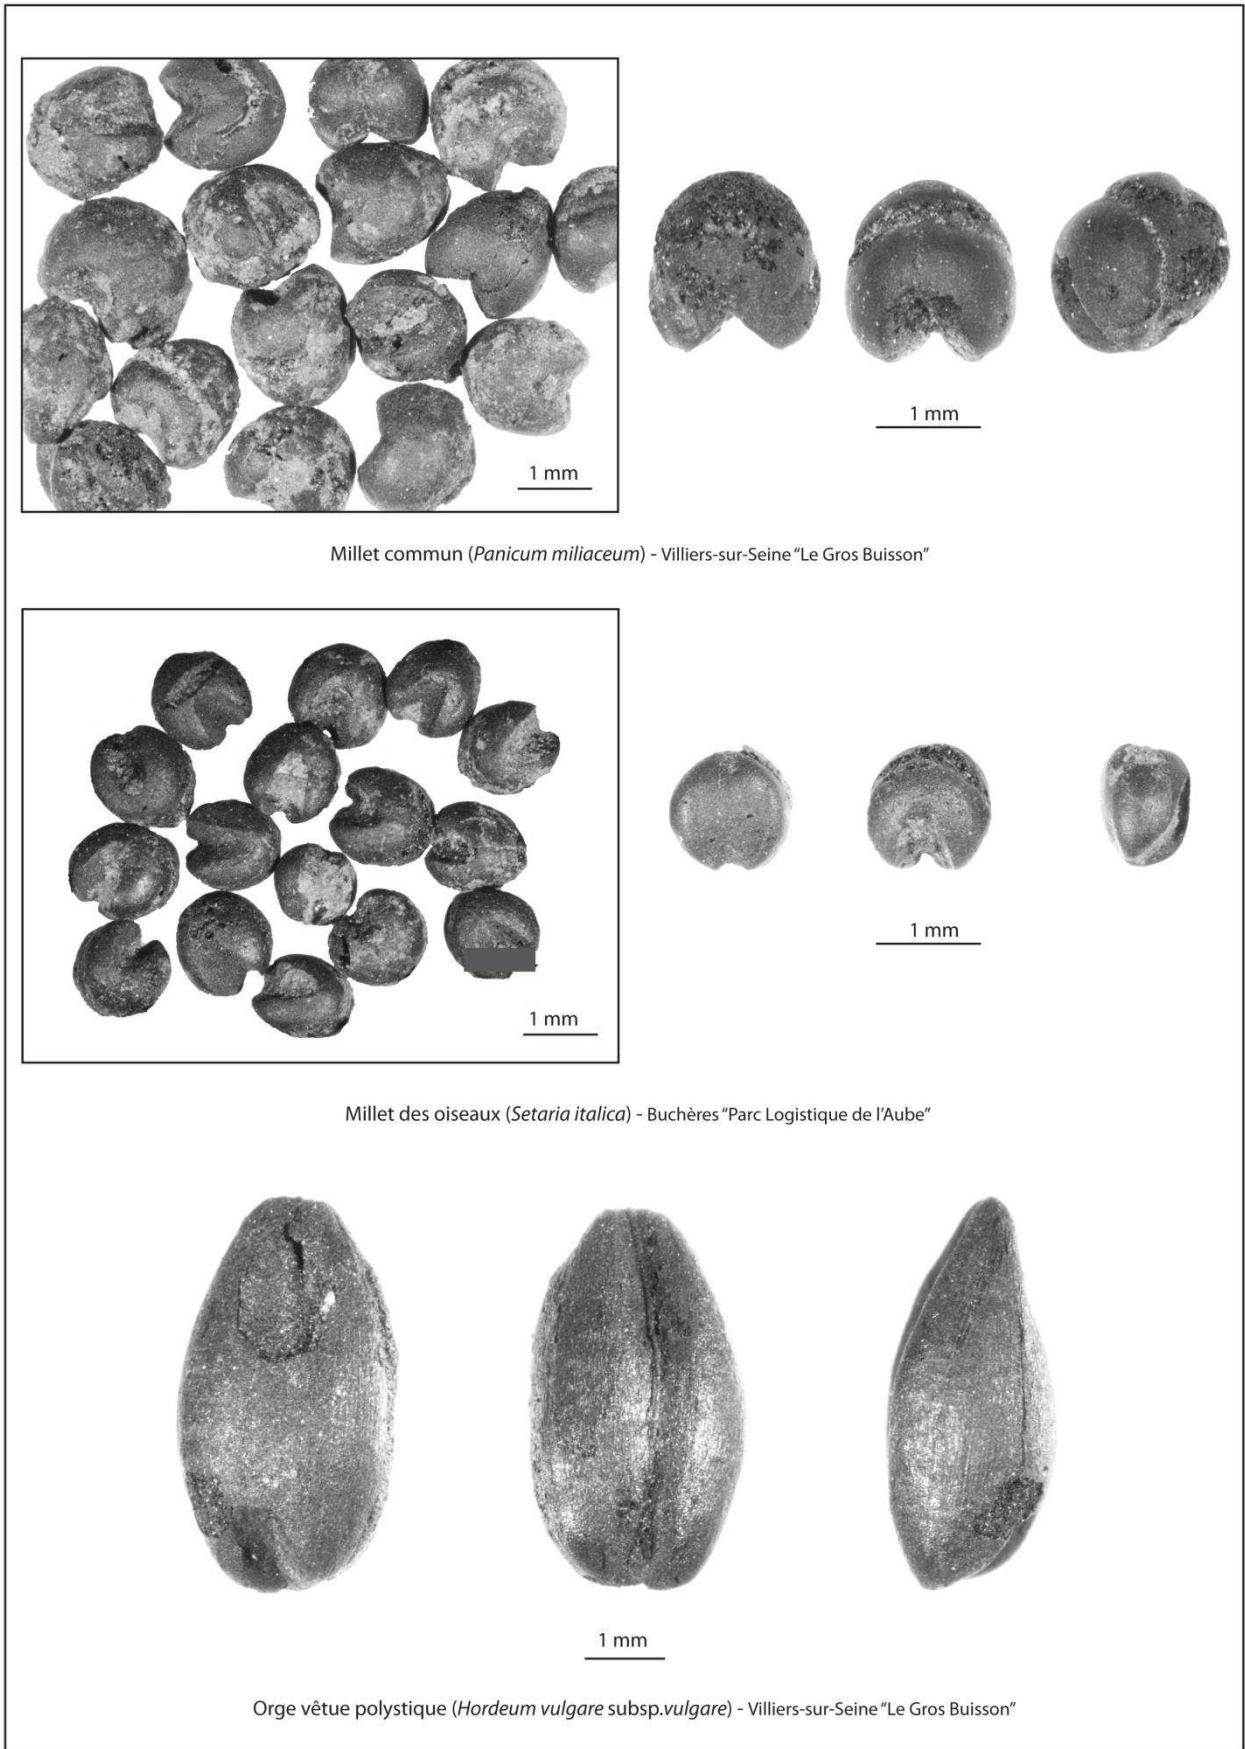 1 mm
1 mm
Millet commun (Panicum miliaceum) - Villiers-sur-Seine “Le Gros Buisson”
1 mm
1 mm
Millet des oiseaux (Setaria italica) - Buchères “Parc Logistique de l’Aube”
1 mm
Orge vêtue polystique (Hordeum vulgare subsp.vulgare) - Villiers-sur-Seine “Le Gros Buisson”